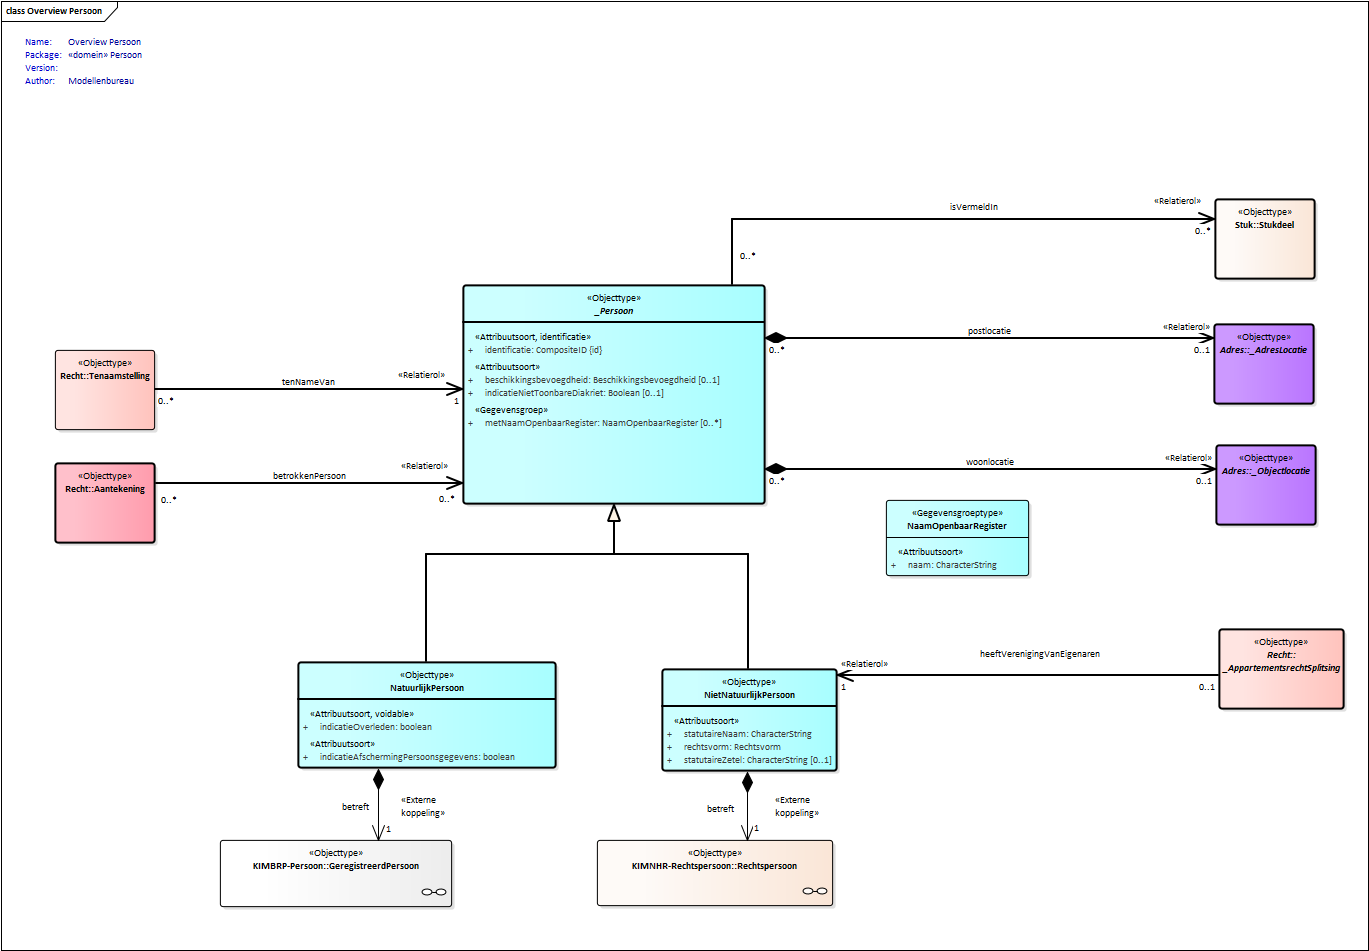 class Overview Persoon
Name: Overview Persoon
Package: «domein» Persoon
Version:
Author: Modellenbureau
isVermeldIn
«Relatierol»
0..*
0..*
«Objecttype»
Stuk::Stukdeel
«Objecttype»
_Persoon
«Attribuutsoort, identificatie»
+ identificatie: CompositeID {id}
«Attribuutsoort»
+ beschikkingsbevoegdheid: Beschikkingsbevoegdheid [0..1]
+ indicatieNietToonbareDiakriet: Boolean [0..1]
«Gegevensgroep»
+ metNaamOpenbaarRegister: NaamOpenbaarRegister [0..*]
postlocatie
«Relatierol»
0..*
0..1
«Objecttype»
Adres::_AdresLocatie
«Objecttype»
Recht::Tenaamstelling
tenNameVan
«Relatierol»
0..*
1
«Objecttype»
Recht::Aantekening
betrokkenPersoon
«Relatierol»
0..*
0..*
woonlocatie
«Relatierol»
0..*
0..1
«Objecttype»
Adres::_Objectlocatie
«Gegevensgroeptype»
NaamOpenbaarRegister
«Attribuutsoort»
+ naam: CharacterString
«Objecttype»
NatuurlijkPersoon
«Attribuutsoort, voidable»
+ indicatieOverleden: boolean
«Attribuutsoort»
+ indicatieAfschermingPersoonsgegevens: boolean
«Objecttype»
NietNatuurlijkPersoon
«Attribuutsoort»
+ statutaireNaam: CharacterString
+ rechtsvorm: Rechtsvorm
+ statutaireZetel: CharacterString [0..1]
«Relatierol»
1
heeftVerenigingVanEigenaren
0..1
«Objecttype»
Recht::
_AppartementsrechtSplitsing
betreft
«Externe
koppeling»
1
betreft
«Externe
koppeling»
1
«Objecttype»
KIMBRP-Persoon::GeregistreerdPersoon
«Objecttype»
KIMNHR-Rechtspersoon::Rechtspersoon